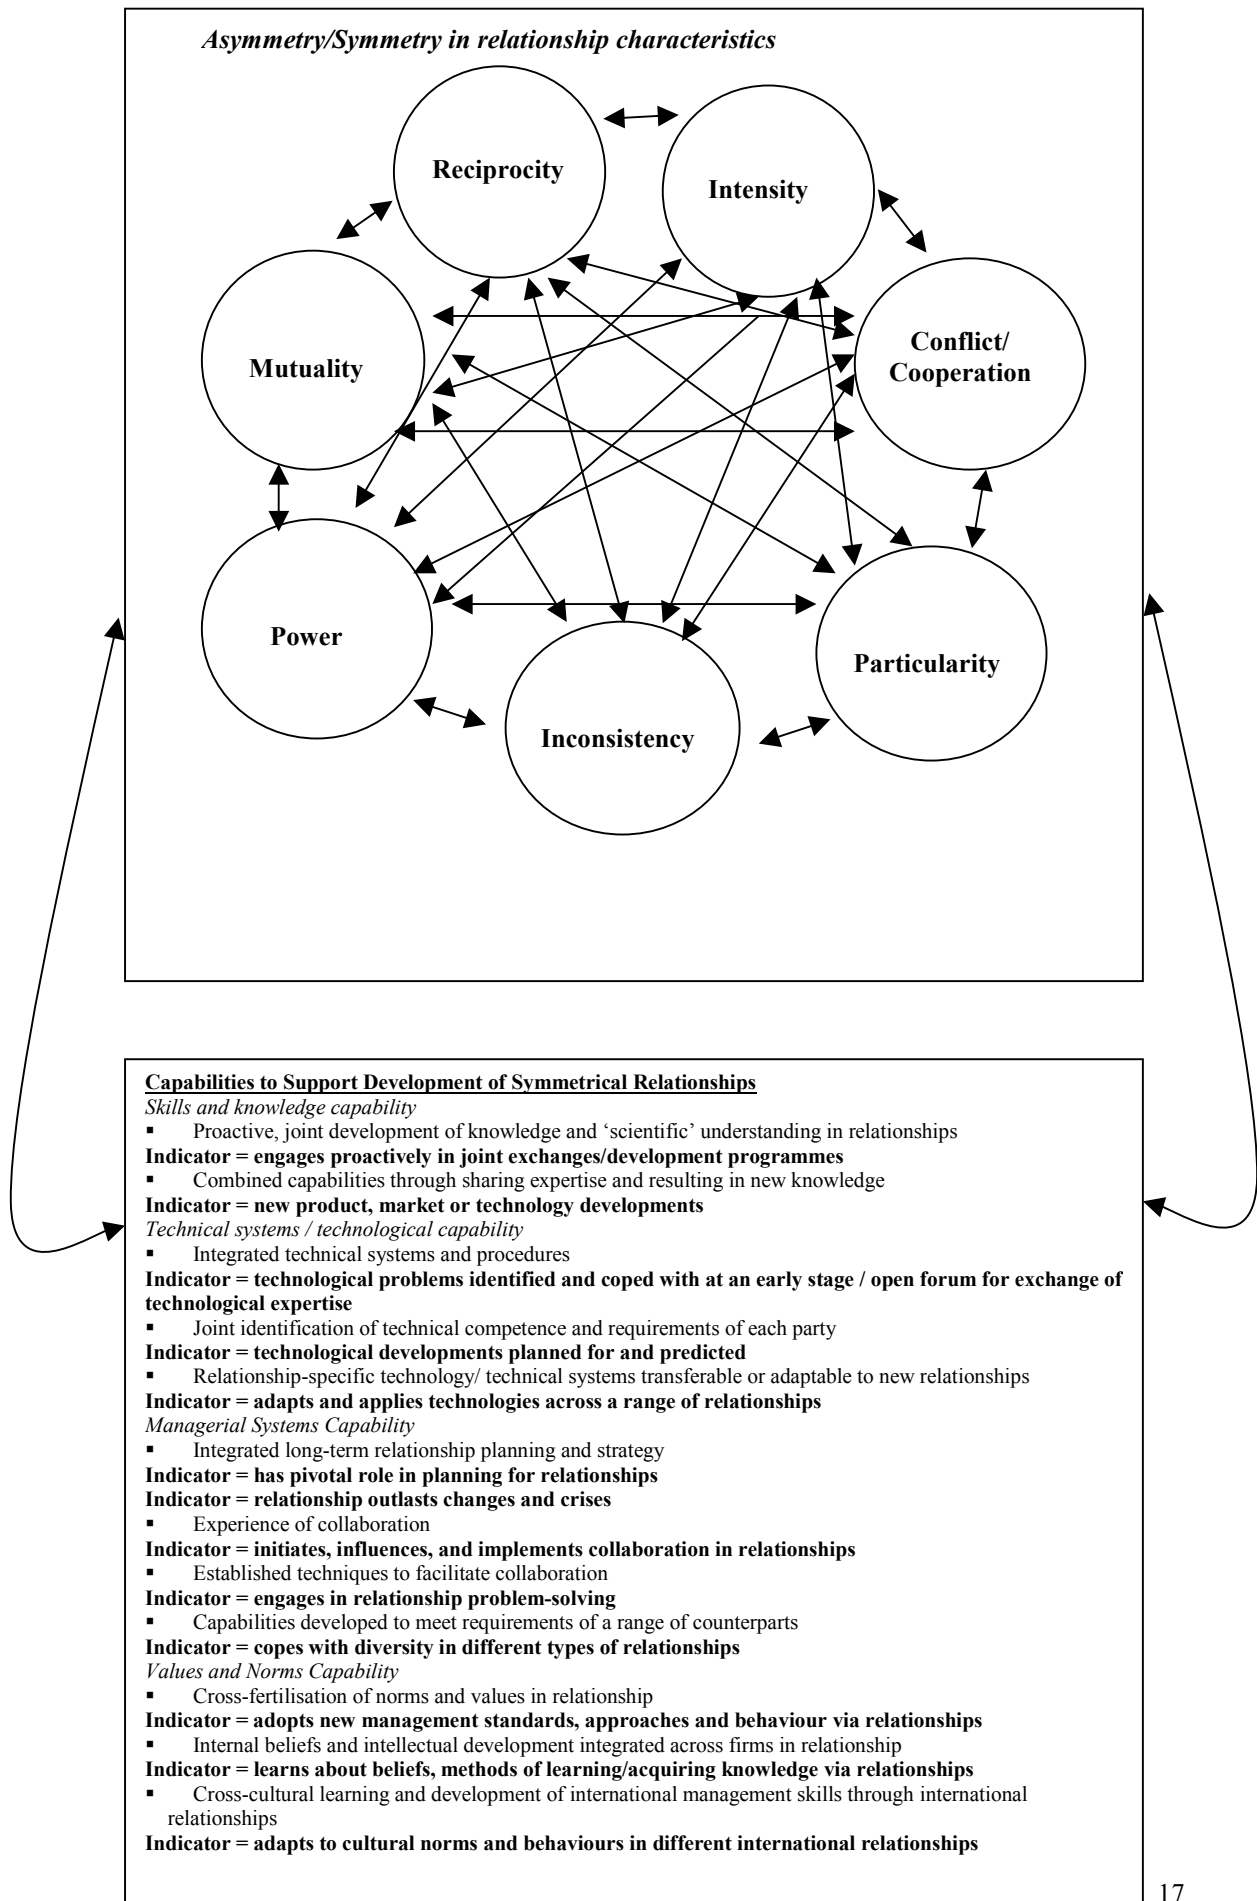 Asymmetry/Symmetry in relationship characteristics
Reciprocity
Intensity
Conflict/
Cooperation
Mutuality
Power
Particularity
Inconsistency
Capabilities to Support Development of Symmetrical Relationships
Skills and knowledge capability
▪ Proactive, joint development of knowledge and ‘scientific’ understanding in relationships
Indicator = engages proactively in joint exchanges/development programmes
▪ Combined capabilities through sharing expertise and resulting in new knowledge
Indicator = new product, market or technology developments
Technical systems / technological capability
▪ Integrated technical systems and procedures
Indicator = technological problems identified and coped with at an early stage / open forum for exchange of
technological expertise
▪ Joint identification of technical competence and requirements of each party
Indicator = technological developments planned for and predicted
▪ Relationship-specific technology/ technical systems transferable or adaptable to new relationships
Indicator = adapts and applies technologies across a range of relationships
Managerial Systems Capability
▪ Integrated long-term relationship planning and strategy
Indicator = has pivotal role in planning for relationships
Indicator = relationship outlasts changes and crises
▪ Experience of collaboration
Indicator = initiates, influences, and implements collaboration in relationships
▪ Established techniques to facilitate collaboration
Indicator = engages in relationship problem-solving
▪ Capabilities developed to meet requirements of a range of counterparts
Indicator = copes with diversity in different types of relationships
Values and Norms Capability
▪ Cross-fertilisation of norms and values in relationship
Indicator = adopts new management standards, approaches and behaviour via relationships
▪ Internal beliefs and intellectual development integrated across firms in relationship
Indicator = learns about beliefs, methods of learning/acquiring knowledge via relationships
▪ Cross-cultural learning and development of international management skills through international
relationships
Indicator = adapts to cultural norms and behaviours in different international relationships
17